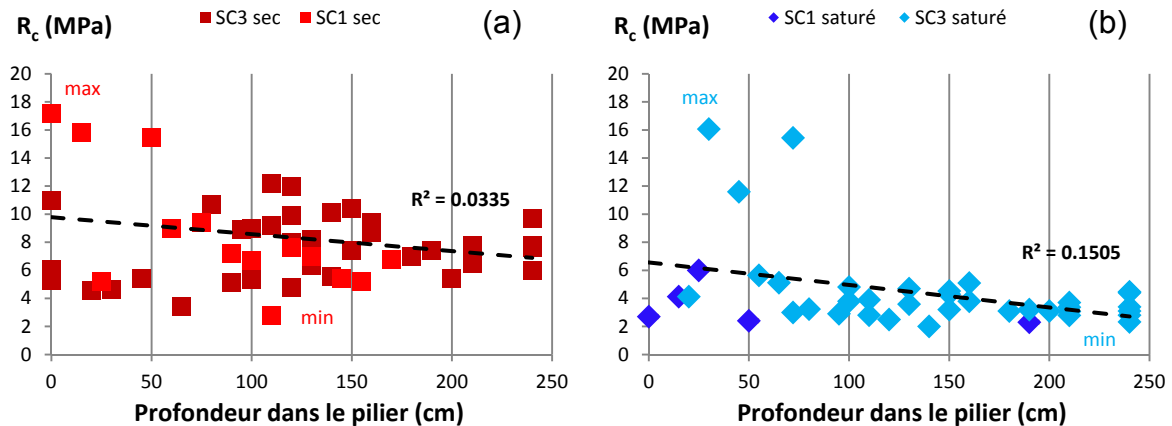 R_c (MPa)
SC3 sec
SC1 sec
(a)
20
18
16
14
12
10
8
6
4
2
0
max
R² = 0.0335
min
0
50
100
150
200
250
Profondeur dans le pilier (cm)
R_c (MPa)
SC1 saturé
SC3 saturé
(b)
20
18
16
14
12
10
8
6
4
2
0
max
R² = 0.1505
min
0
50
100
150
200
250
Profondeur dans le pilier (cm)